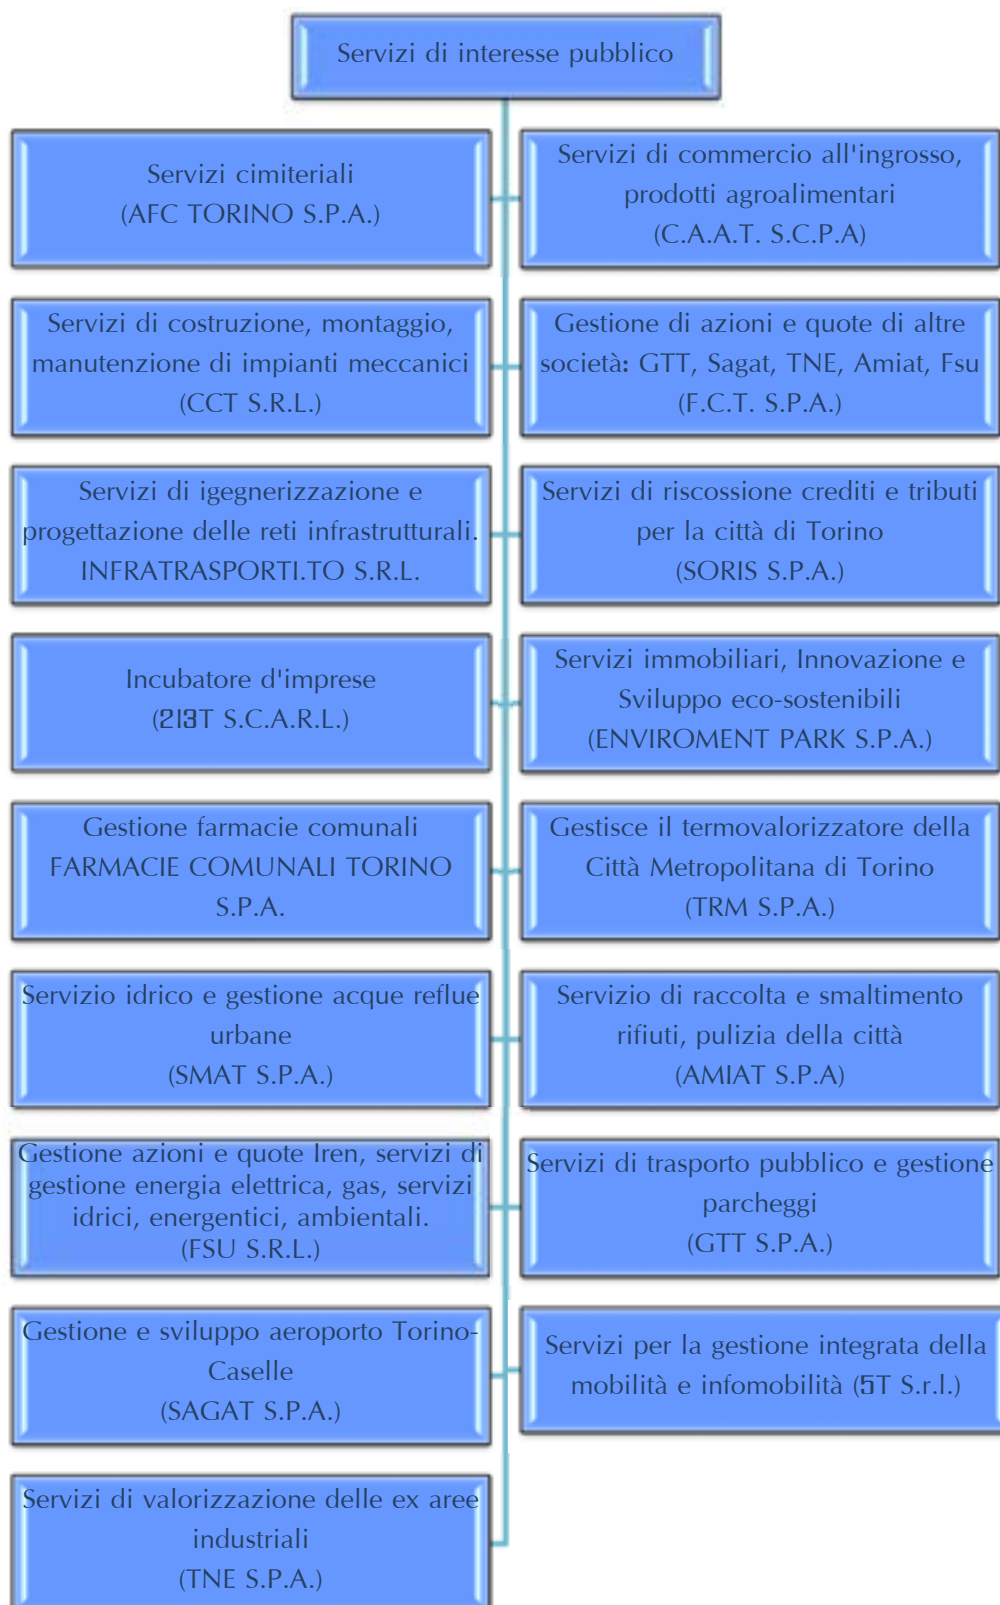 Servizi di interesse pubblico
Servizi cimiteriali
(AFC TORINO S.P.A.)
Servizi di commercio all'ingrosso,
prodotti agroalimentari
(C.A.A.T. S.C.P.A)
Servizi di costruzione, montaggio,
manutenzione di impianti meccanici
(CCT S.R.L.)
Gestione di azioni e quote di altre
società: GTT, Sagat, TNE, Amiat, Fsu
(F.C.T. S.P.A.)
Servizi di igegnerizzazione e
progettazione delle reti infrastrutturali.
INFRATRASPORTI.TO S.R.L.
Servizi di riscossione crediti e tributi
per la città di Torino
(SORIS S.P.A.)
Incubatore d'imprese
(2I3T S.C.A.R.L.)
Servizi immobiliari, Innovazione e
Sviluppo eco-sostenibili
(ENVIROMENT PARK S.P.A.)
Gestione farmacie comunali
FARMACIE COMUNALI TORINO
S.P.A.
Gestisce il termovalorizzatore della
Città Metropolitana di Torino
(TRM S.P.A.)
Servizio idrico e gestione acque reflue
urbane
(SMAT S.P.A.)
Servizio di raccolta e smaltimento
rifiuti, pulizia della città
(AMIAT S.P.A)
Gestione azioni e quote Iren, servizi di
gestione energia elettrica, gas, servizi
idrici, energentici, ambientali.
(FSU S.R.L.)
Servizi di trasporto pubblico e gestione
parcheggi
(GTT S.P.A.)
Gestione e sviluppo aeroporto Torino-
Caselle
(SAGAT S.P.A.)
Servizi per la gestione integrata della
mobilità e infomobilità (5T S.r.l.)
Servizi di valorizzazione delle ex aree
industriali
(TNE S.P.A.)